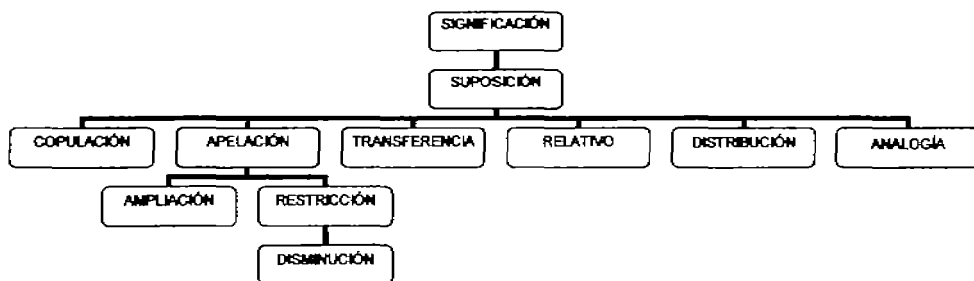 SIGNIFICACIÓN
SUPOSICIÓN
COPULACIÓN APELACIÓN TRANSFERENCIA RELATIVO DISTRIBUCIÓN ANALOGÍA
AMPLIACIÓN RESTRICCIÓN
DISMINUCIÓN